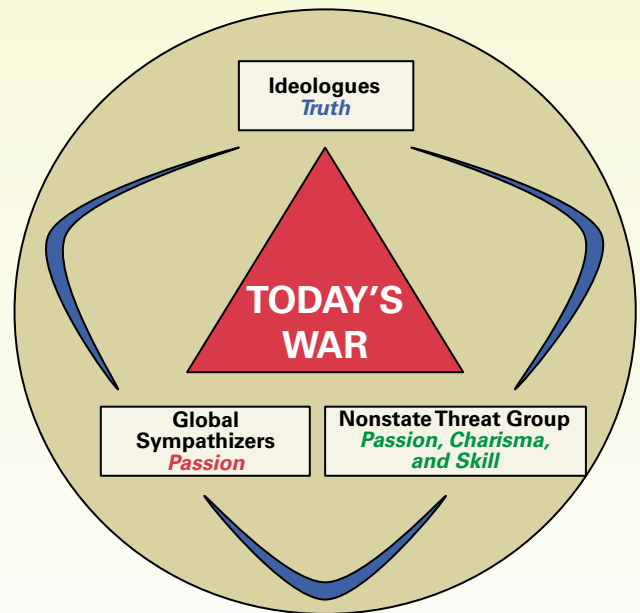 Ideologues
Truth
TODAY'S
WAR
Global
Sympathizers
Passion
Nonstate Threat Group
Passion, Charisma,
and Skill